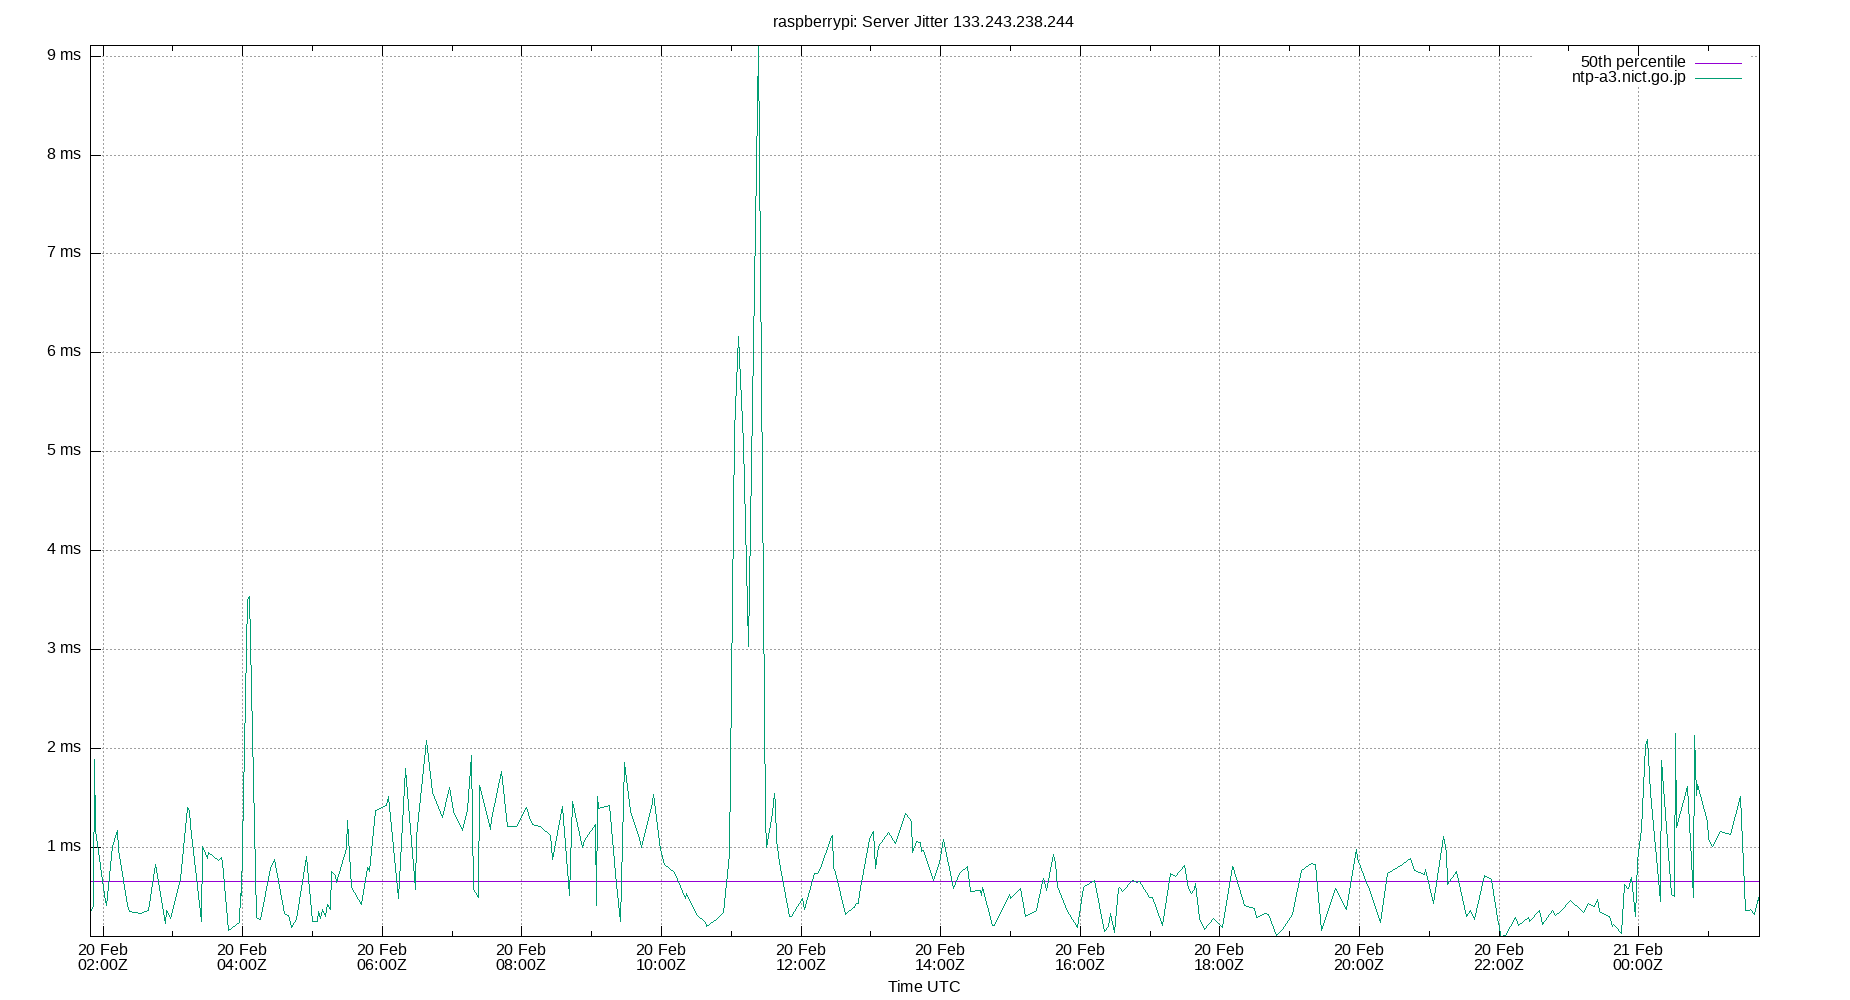 raspberrypi: Server Jitter 133.243.238.244
9 ms
8 ms
7 ms
6 ms
5 ms
4 ms
3 ms
2 ms
1 ms
50th percentile
ntp-a3.nict.go.jp
20 Feb 20 Feb 20 Feb 20 Feb 20 Feb 20 Feb 20 Feb 20 Feb 20 Feb 20 Feb 20 Feb 21 Feb
02:00Z 04:00Z 06:00Z 08:00Z 10:00Z 12:00Z 14:00Z 16:00Z 18:00Z 20:00Z 22:00Z 00:00Z
Time UTC